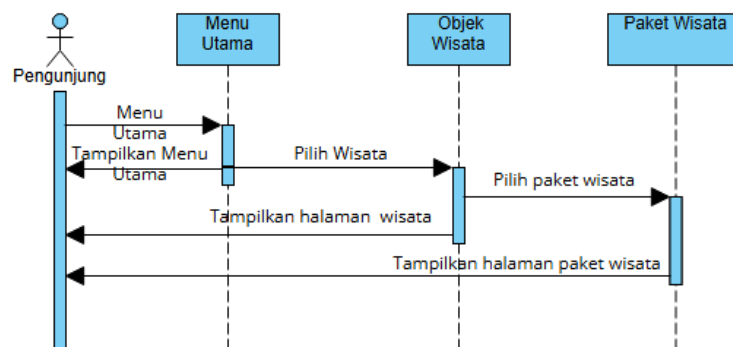 Menu
Utama
Objek
Wisata
Paket Wisata
Pengunjung
Menu
Utama
Tampilkan Menu
Utama
Pilih Wisata
Pilih paket wisata
Tampilkan halaman wisata
Tampilkan halaman paket wisata